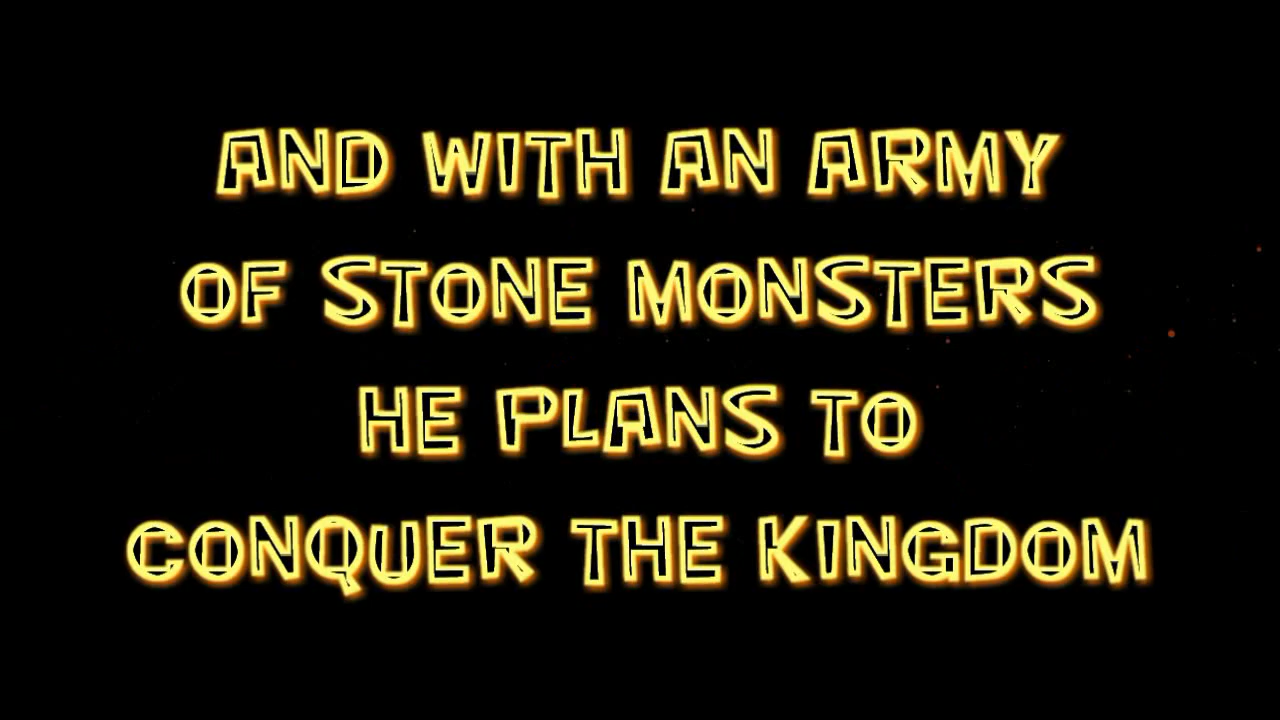 AND WITH AN ARMY
OF STONE MONSTERS
HE PLANS TO
CONQUER THE KINGDOM